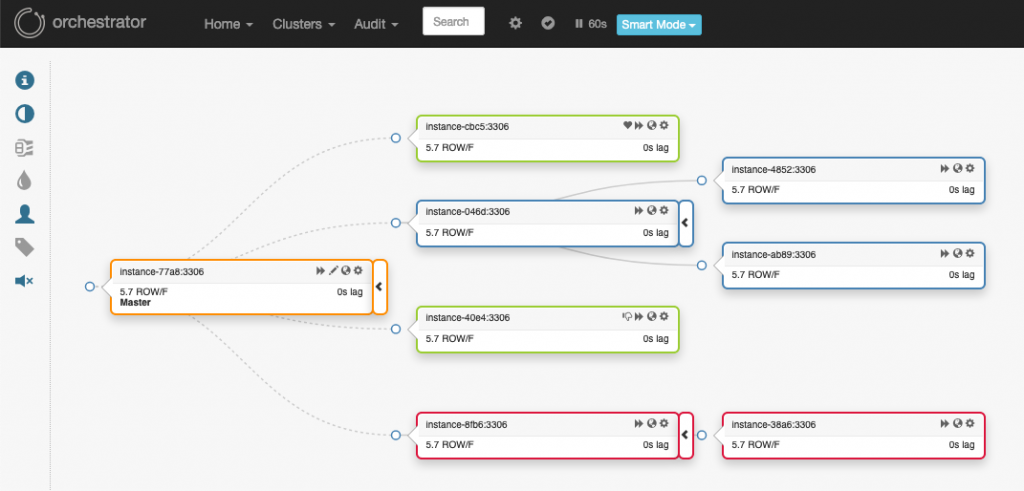 orchestrator Home Clusters Audit Search 60s Smart Mode
instance-cbc5:3306
5.7 ROW/F 0s lag
instance-4852:3306
5.7 ROW/F 0s lag
instance-046d:3306
5.7 ROW/F 0s lag
instance-ab89:3306
5.7 ROW/F 0s lag
instance-77a8:3306
5.7 ROW/F 0s lag
Master
instance-40e4:3306
5.7 ROW/F 0s lag
instance-8fb6:3306
5.7 ROW/F 0s lag
instance-38a6:3306
5.7 ROW/F 0s lag